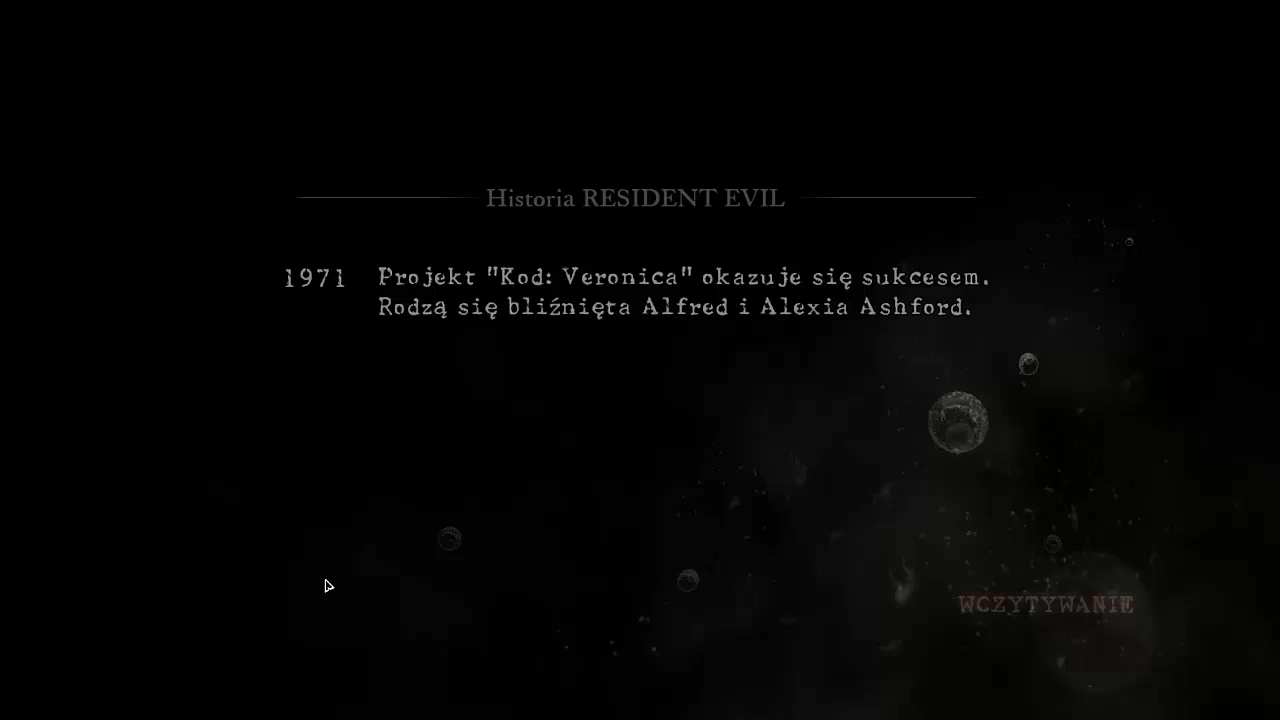 Historia RESIDENT EVIL
1971 Projekt "Kod: Veronica" okazuje się sukcesem.
Rodzą się bliźnięta Alfred i Alexia Ashford.
WCZYTYWANIE